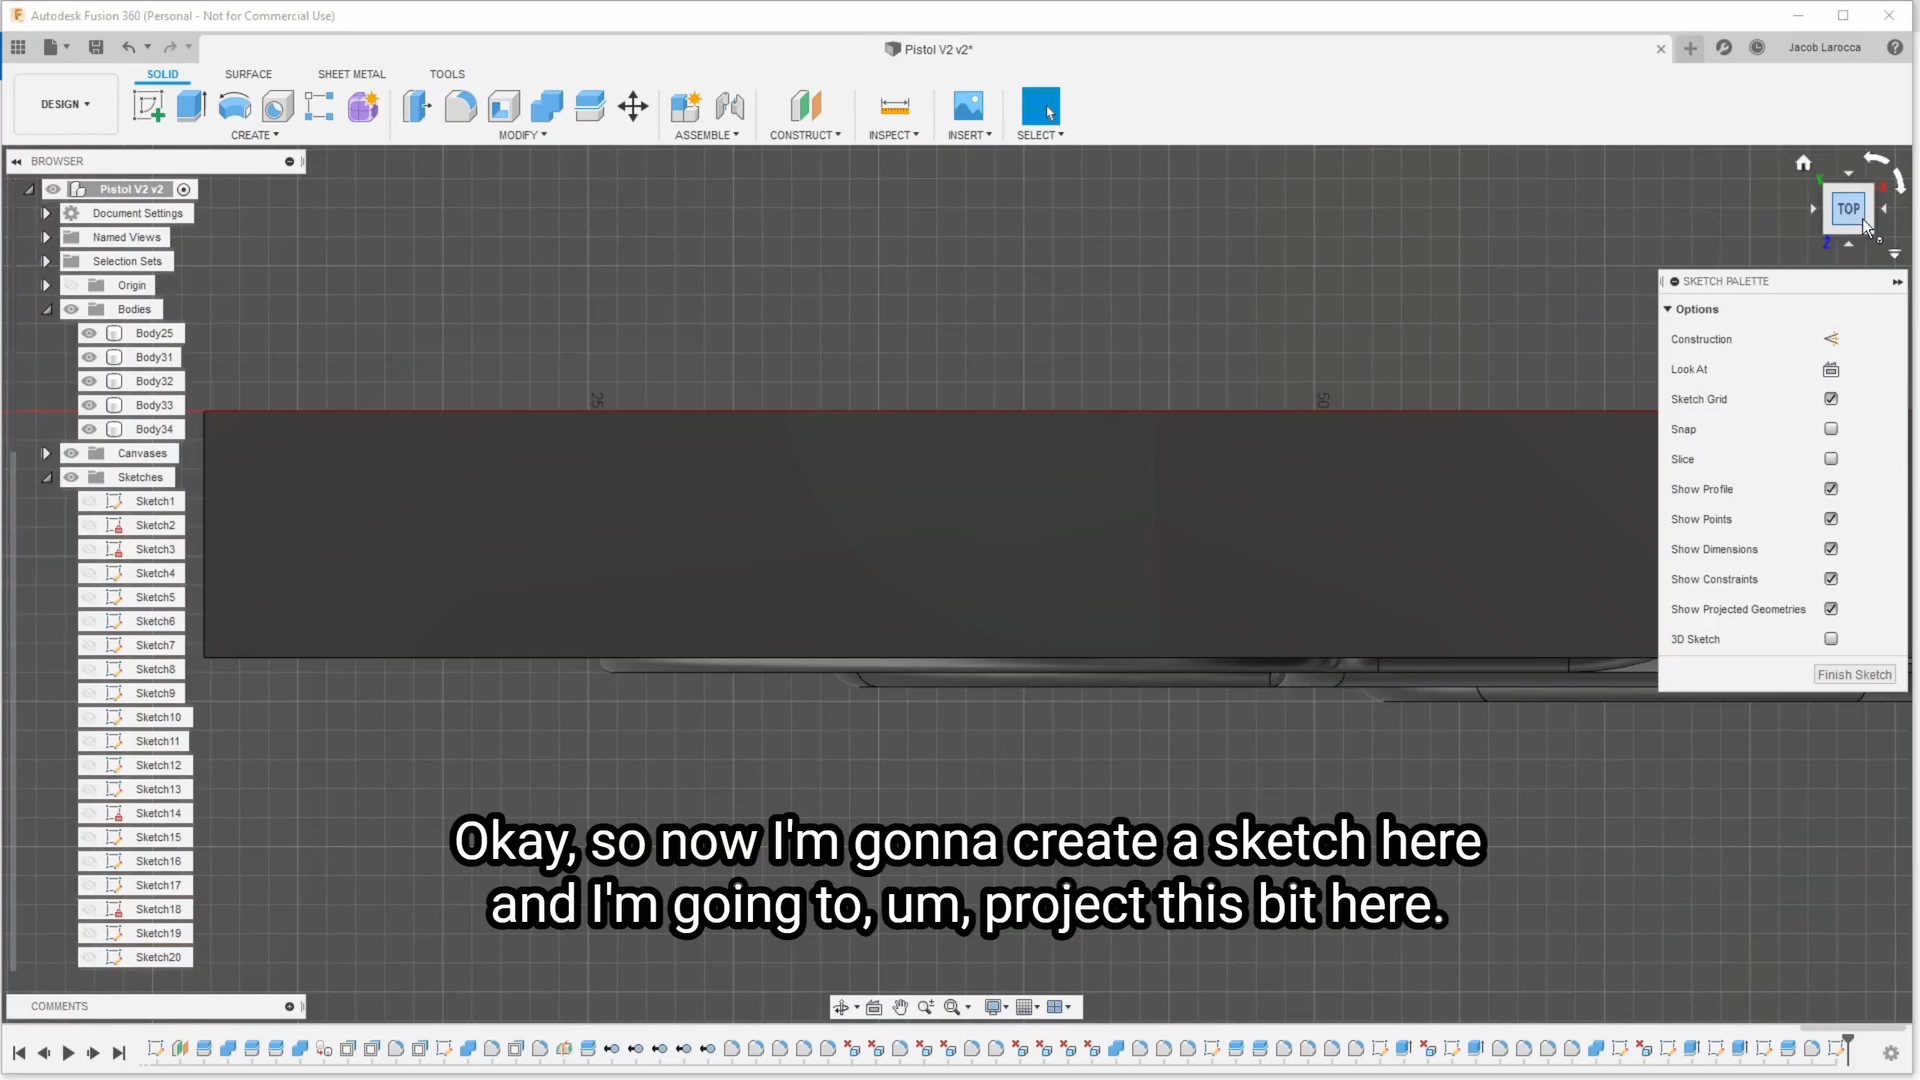 Autodesk Fusion 360 (Personal - Not for Commercial Use)
Pistol V2 v2*
Jacob Larocca
SOLID
SURFACE
SHEET METAL
TOOLS
DESIGN
CREATE
MODIFY
ASSEMBLE
CONSTRUCT
INSPECT
INSERT
SELECT
BROWSER
Pistol V2 v2
Document Settings
Named Views
Selection Sets
Origin
Bodies
Body25
Body31
Body32
Body33
Body34
Canvases
Sketches
Sketch1
Sketch2
Sketch3
Sketch4
Sketch5
Sketch6
Sketch7
Sketch8
Sketch9
Sketch10
Sketch11
Sketch12
Sketch13
Sketch14
Sketch15
Sketch16
Sketch17
Sketch18
Sketch19
Sketch20
25
50
TOP
Z
SKETCH PALETTE
Options
Construction
Look At
Sketch Grid
Snap
Slice
Show Profile
Show Points
Show Dimensions
Show Constraints
Show Projected Geometries
3D Sketch
Finish Sketch
Okay, so now I'm gonna create a sketch here
and I'm going to, um, project this bit here.
COMMENTS